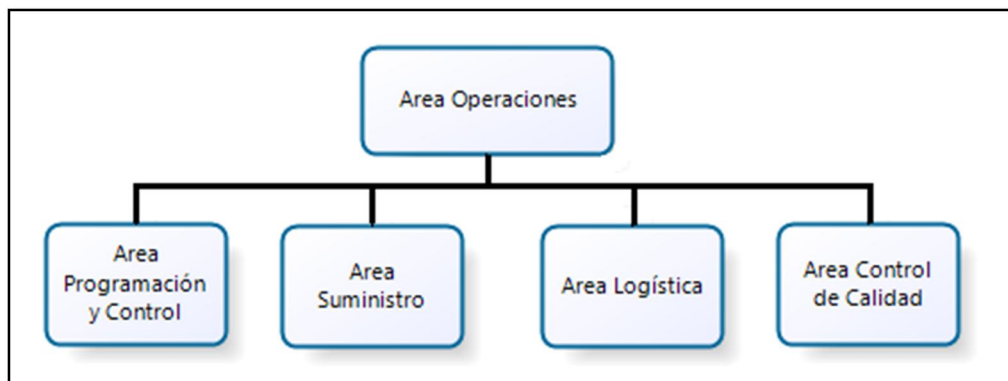 Area Operaciones
Area
Programación
y Control
Area
Suministro
Area Logística
Area Control
de Calidad